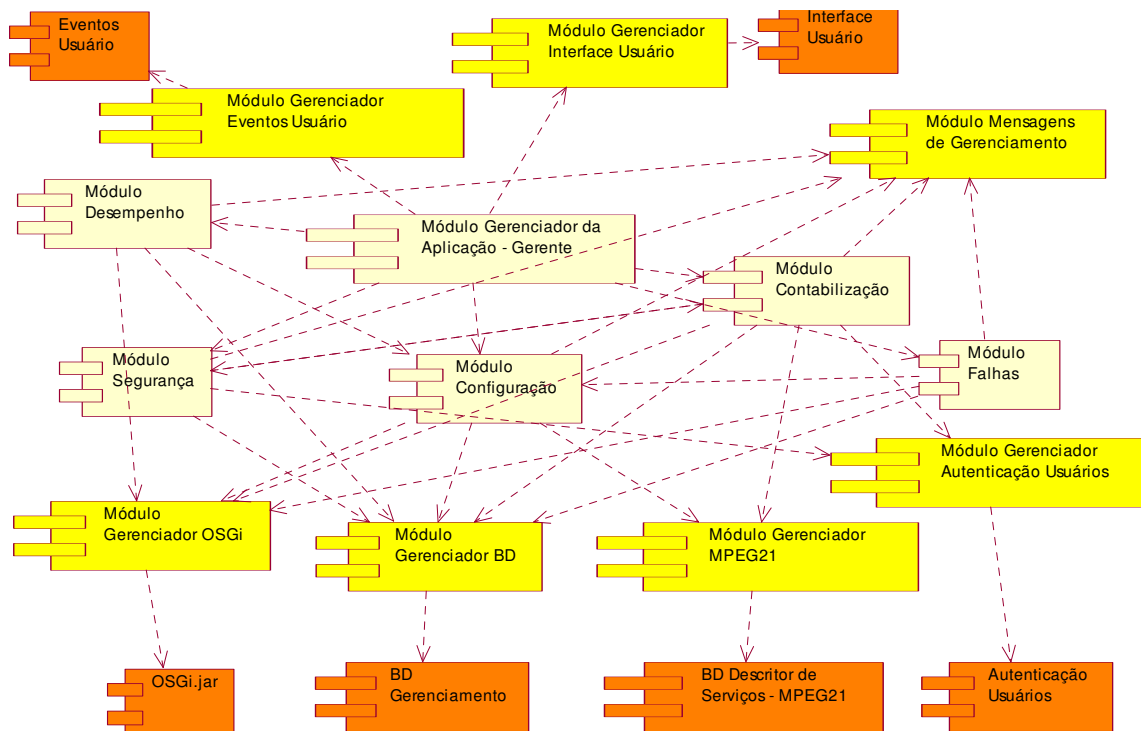 Eventos
Usuário
Módulo Gerenciador
Interface Usuário
Interface
Usuário
Módulo Gerenciador
Eventos Usuário
Módulo Mensagens
de Gerenciamento
Módulo
Desempenho
Módulo Gerenciador da
Aplicação - Gerente
Módulo
Contabilização
Módulo
Segurança
Módulo
Configuração
Módulo
Falhas
Módulo Gerenciador
Autenticação Usuários
Módulo
Gerenciador OSGi
Módulo
Gerenciador BD
Módulo Gerenciador
MPEG21
OSGi.jar
BD
Gerenciamento
BD Descritor de
Serviços - MPEG21
Autenticação
Usuários